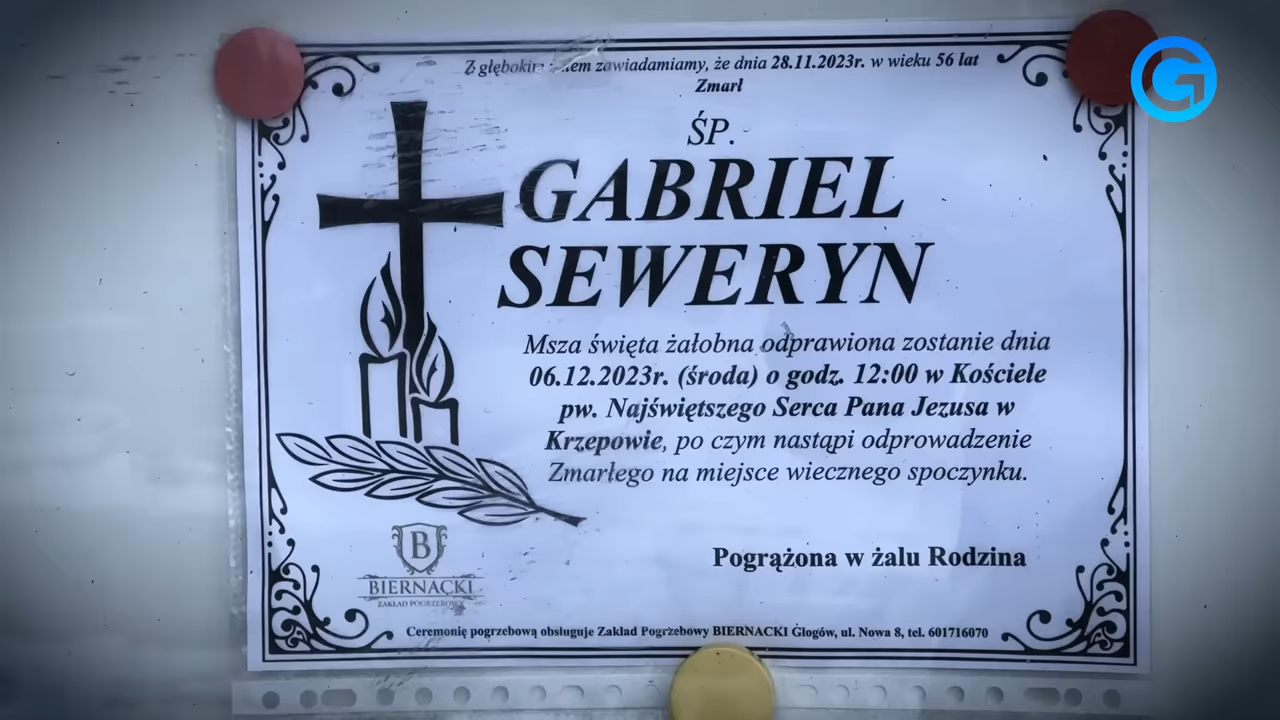 Z głębokim żalem zawiadamiamy, że dnia 28.11.2023r. w wieku 56 lat
Zmarł
ŚP.
GABRIEL
SEWERYN
Msza święta żałobna odprawiona zostanie dnia
06.12.2023r. (środa) o godz. 12:00 w Kościele
pw. Najświętszego Serca Pana Jezusa w
Krzepowie, po czym nastąpi odprowadzenie
Zmarłego na miejsce wiecznego spoczynku.
B
BIERNACKI
ZAKŁAD POGRZEBOWY
Pogrążona w żalu Rodzina
Ceremonię pogrzebową obsługuje Zakład Pogrzebowy BIERNACKI Głogów, ul. Nowa 8, tel. 601716070
G